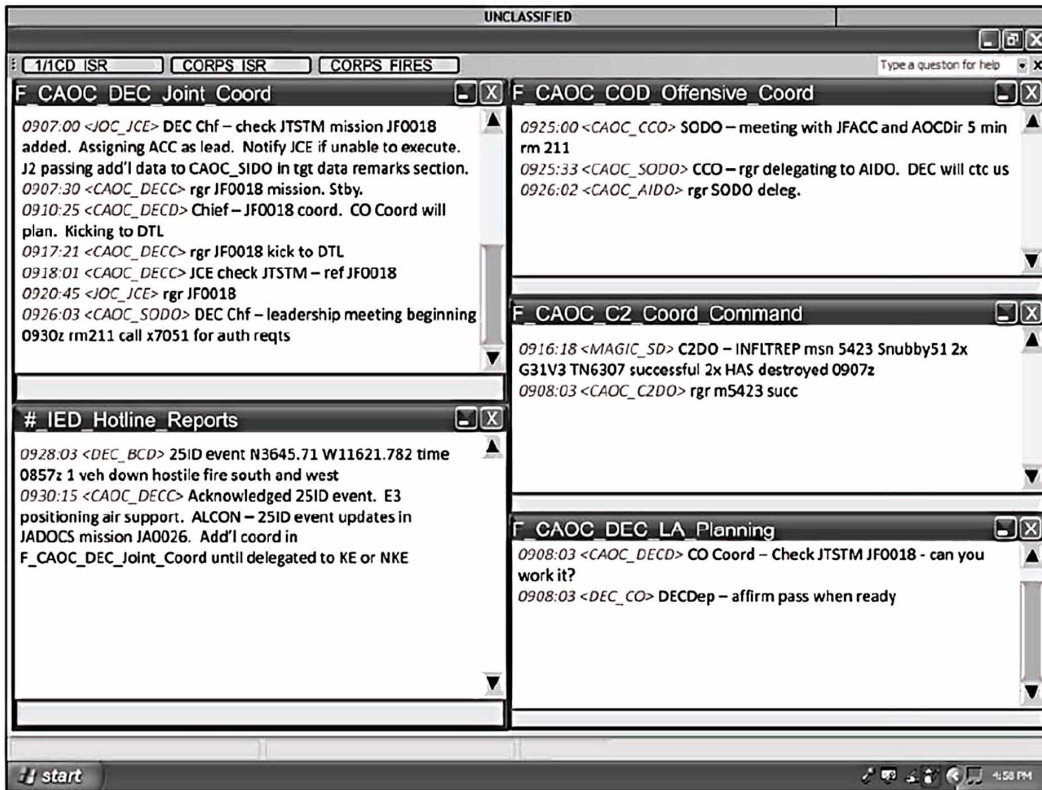 UNCLASSIFIED
1/1CD ISR
CORPS ISR
CORPS FIRES
Type a question for help
F_CAOC_DEC_Joint_Coord
0907:00 <JOC_JCE> DEC Chf – check JTSTM mission JF0018
added. Assigning ACC as lead. Notify JCE if unable to execute.
J2 passing add'l data to CAOC_SIDO in tgt data remarks section.
0907:30 <CAOC_DECC> rgr JF0018 mission. Stby.
0910:25 <CAOC_DECD> Chief – JF0018 coord. CO Coord will
plan. Kicking to DTL
0917:21 <CAOC_DECC> rgr JF0018 kick to DTL
0918:01 <CAOC_DECC> JCE check JTSTM – ref JF0018
0920:45 <JOC_JCE> rgr JF0018
0926:03 <CAOC_SODO> DEC Chf – leadership meeting beginning
0930z rm211 call x7051 for auth reqts
#_IED_Hotline_Reports
0928:03 <DEC_BCD> 25ID event N3645.71 W11621.782 time
0857z 1 veh down hostile fire south and west
0930:15 <CAOC_DECC> Acknowledged 25ID event. E3
positioning air support. ALCON – 25ID event updates in
JADOCS mission JA0026. Add'l coord in
F_CAOC_DEC_Joint_Coord until delegated to KE or NKE
F_CAOC_COD_Offensive_Coord
0925:00 <CAOC_CCO> SODO – meeting with JFACC and AOCDir 5 min
rm 211
0925:33 <CAOC_SODO> CCO – rgr delegating to AIDO. DEC will ctc us
0926:02 <CAOC_AIDO> rgr SODO deleg.
F_CAOC_C2_Coord_Command
0916:18 <MAGIC_SD> C2DO – INFLTREP msn 5423 Snubby51 2x
G31V3 TN6307 successful 2x HAS destroyed 0907z
0908:03 <CAOC_C2DO> rgr m5423 succ
F_CAOC_DEC_LA_Planning
0908:03 <CAOC_DECD> CO Coord – Check JTSTM JF0018 - can you
work it?
0908:03 <DEC_CO> DECDep – affirm pass when ready
start
4:58 PM